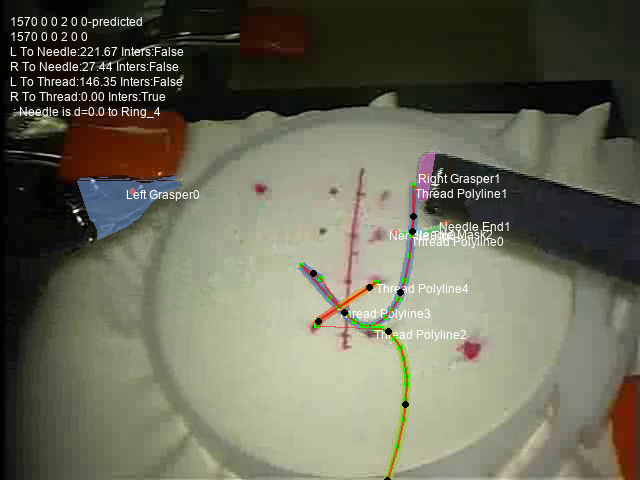 1570 0 0 2 0 0-predicted
1570 0 0 2 0 0
L To Needle:221.67 Inters:False
R To Needle:27.44 Inters:False
L To Thread:146.35 Inters:False
R To Thread:0.00 Inters:True
: Needle is d=0.0 to Ring_4
Right Grasper1
Left Grasper0
Thread Polyline1
Needle End1
Mask2
Thread Polyline0
Thread Polyline4
Thread Polyline3
Thread Polyline2